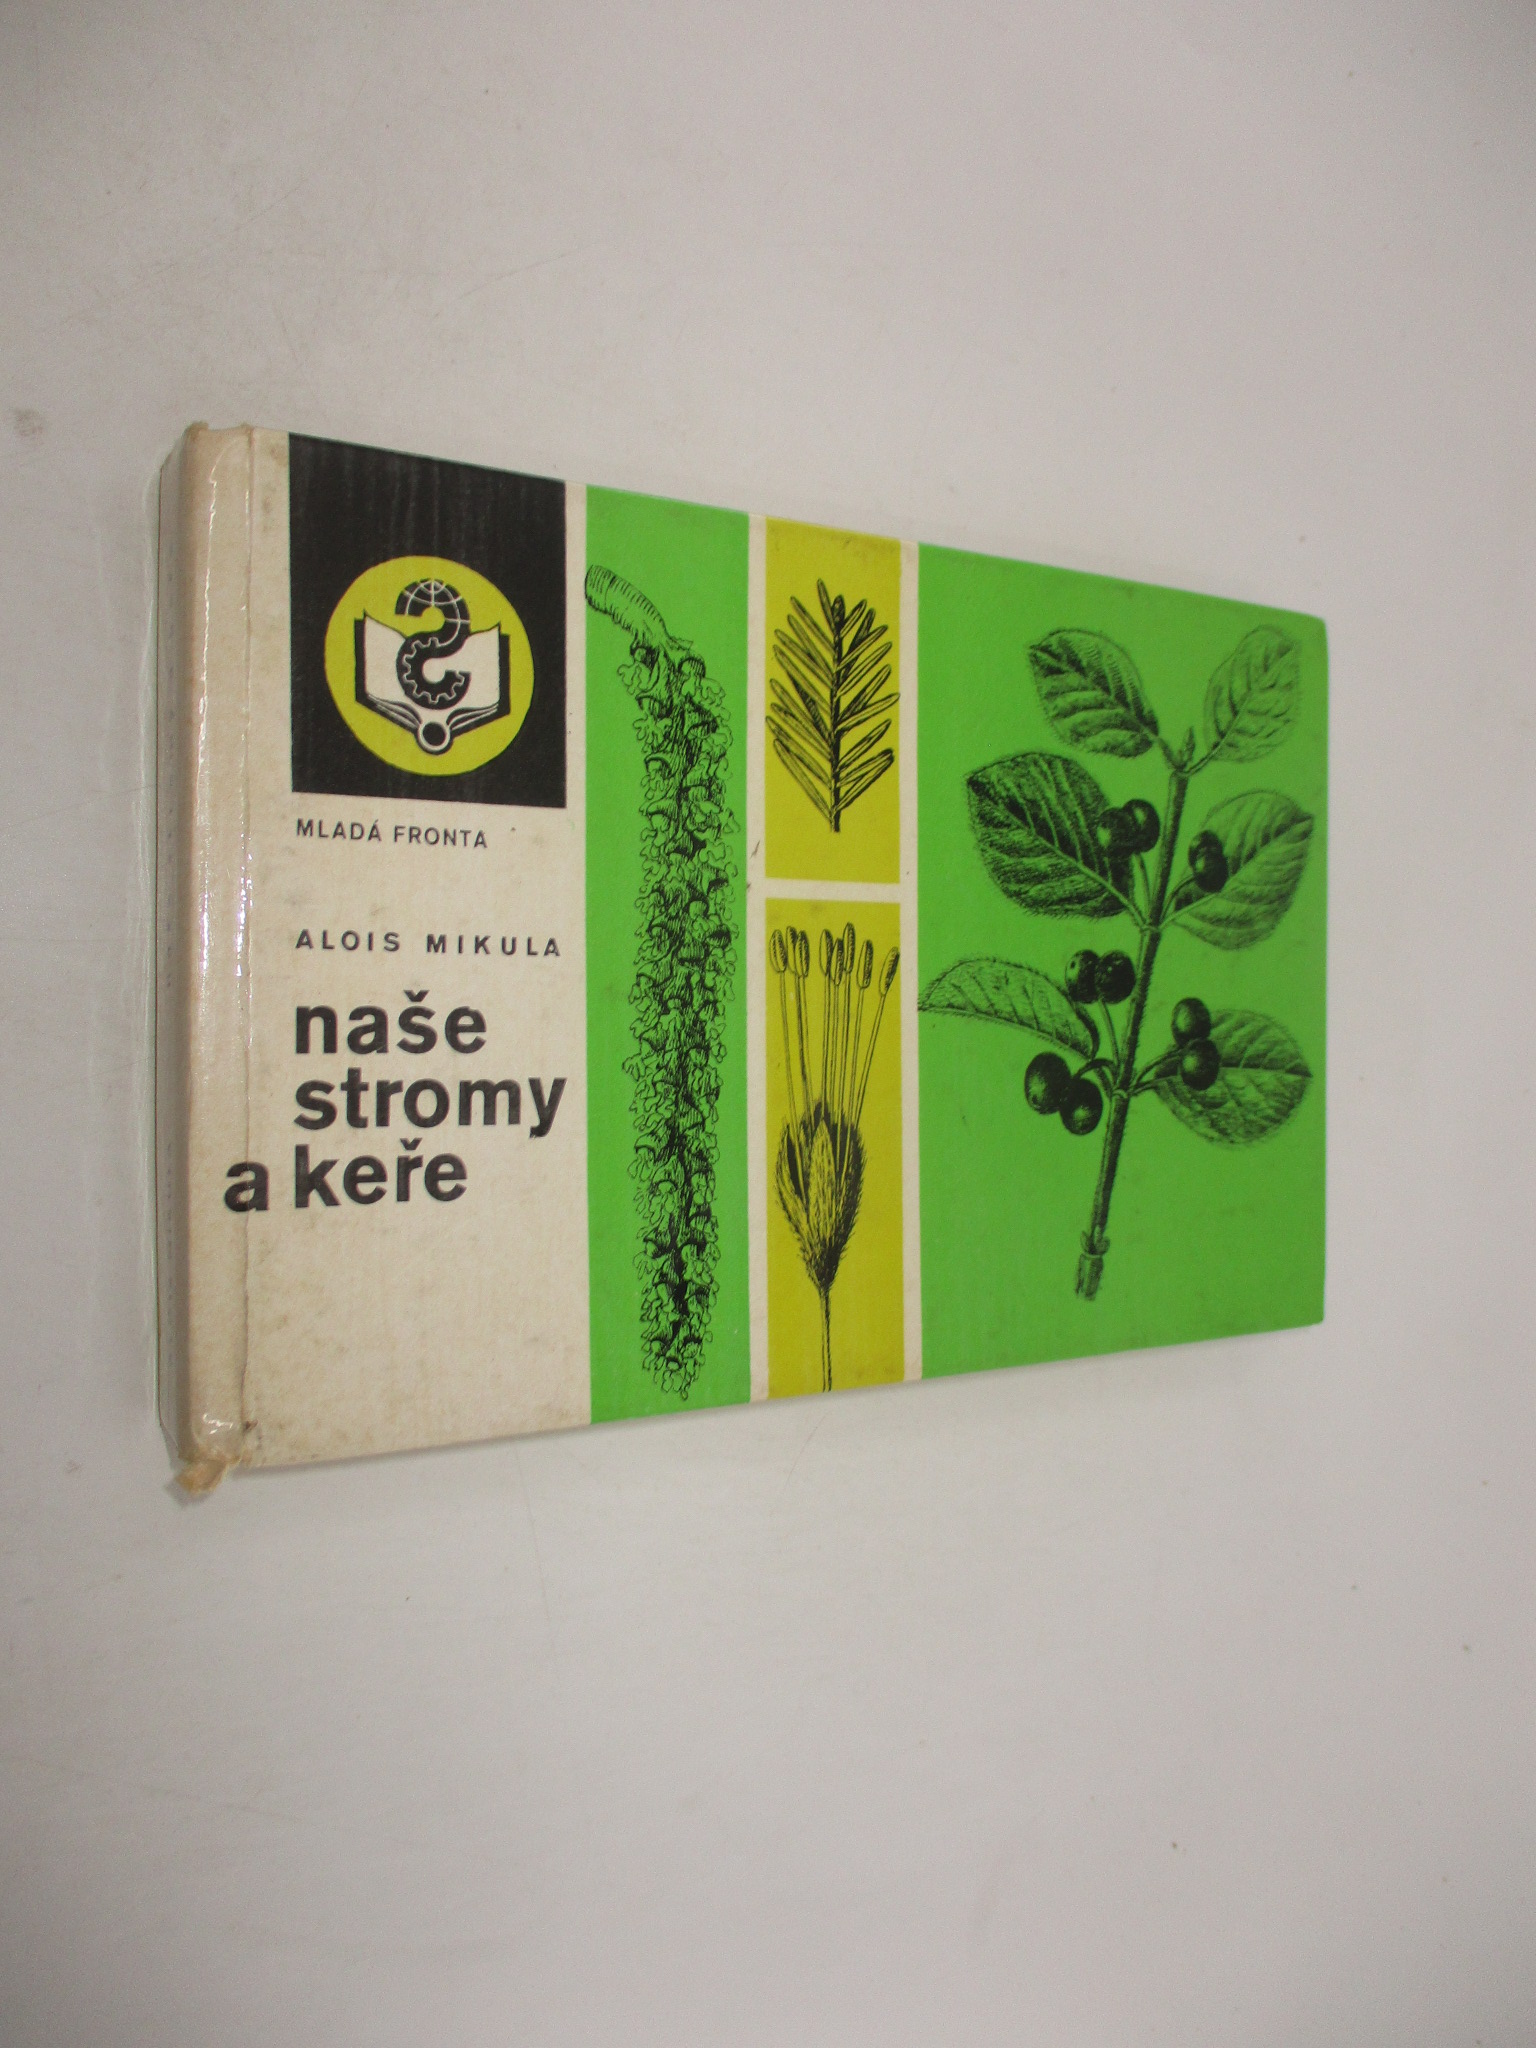 MLADÁ FRONTA
ALOIS MIKULA
naše
stromy
a keře